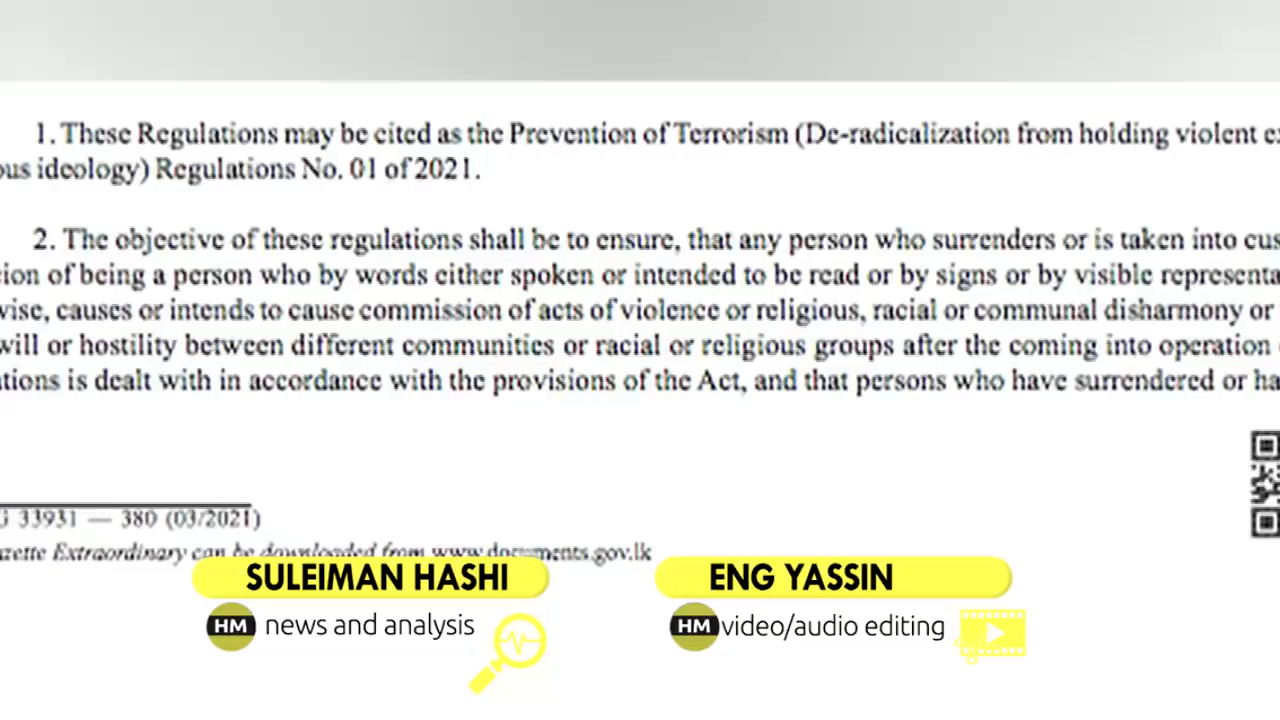 1. These Regulations may be cited as the Prevention of Terrorism (De-radicalization from holding violent
ous ideology) Regulations No. 01 of 2021.
2. The objective of these regulations shall be to ensure, that any person who surrenders or is taken into cus
ion of being a person who by words either spoken or intended to be read or by signs or by visible representa
wise, causes or intends to cause commission of acts of violence or religious, racial or communal disharmony or
will or hostility between different communities or racial or religious groups after the coming into operation
tions is dealt with in accordance with the provisions of the Act, and that persons who have surrendered or ha
33931 — 380 (03/2021)
zette Extraordinary can be downloaded from www.documents.gov.lk
SULEIMAN HASHI
ENG YASSIN
HM news and analysis
HM video/audio editing